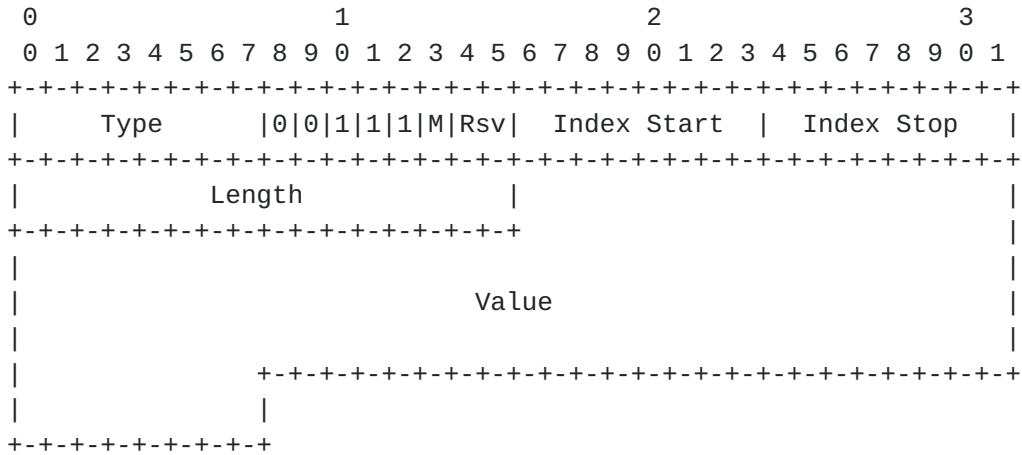 0                   1                   2                   3
 0 1 2 3 4 5 6 7 8 9 0 1 2 3 4 5 6 7 8 9 0 1 2 3 4 5 6 7 8 9 0 1
+-+-+-+-+-+-+-+-+-+-+-+-+-+-+-+-+-+-+-+-+-+-+-+-+-+-+-+-+-+-+-+-+
|     Type      |0|0|1|1|1|M|Rsv|  Index Start  |  Index Stop   |
+-+-+-+-+-+-+-+-+-+-+-+-+-+-+-+-+-+-+-+-+-+-+-+-+-+-+-+-+-+-+-+-+
|            Length             |                               |
+-+-+-+-+-+-+-+-+-+-+-+-+-+-+-+-+                               |
|                                                               |
|                             Value                             |
|                                                               |
|               +-+-+-+-+-+-+-+-+-+-+-+-+-+-+-+-+-+-+-+-+-+-+-+-+
|               |
+-+-+-+-+-+-+-+-+